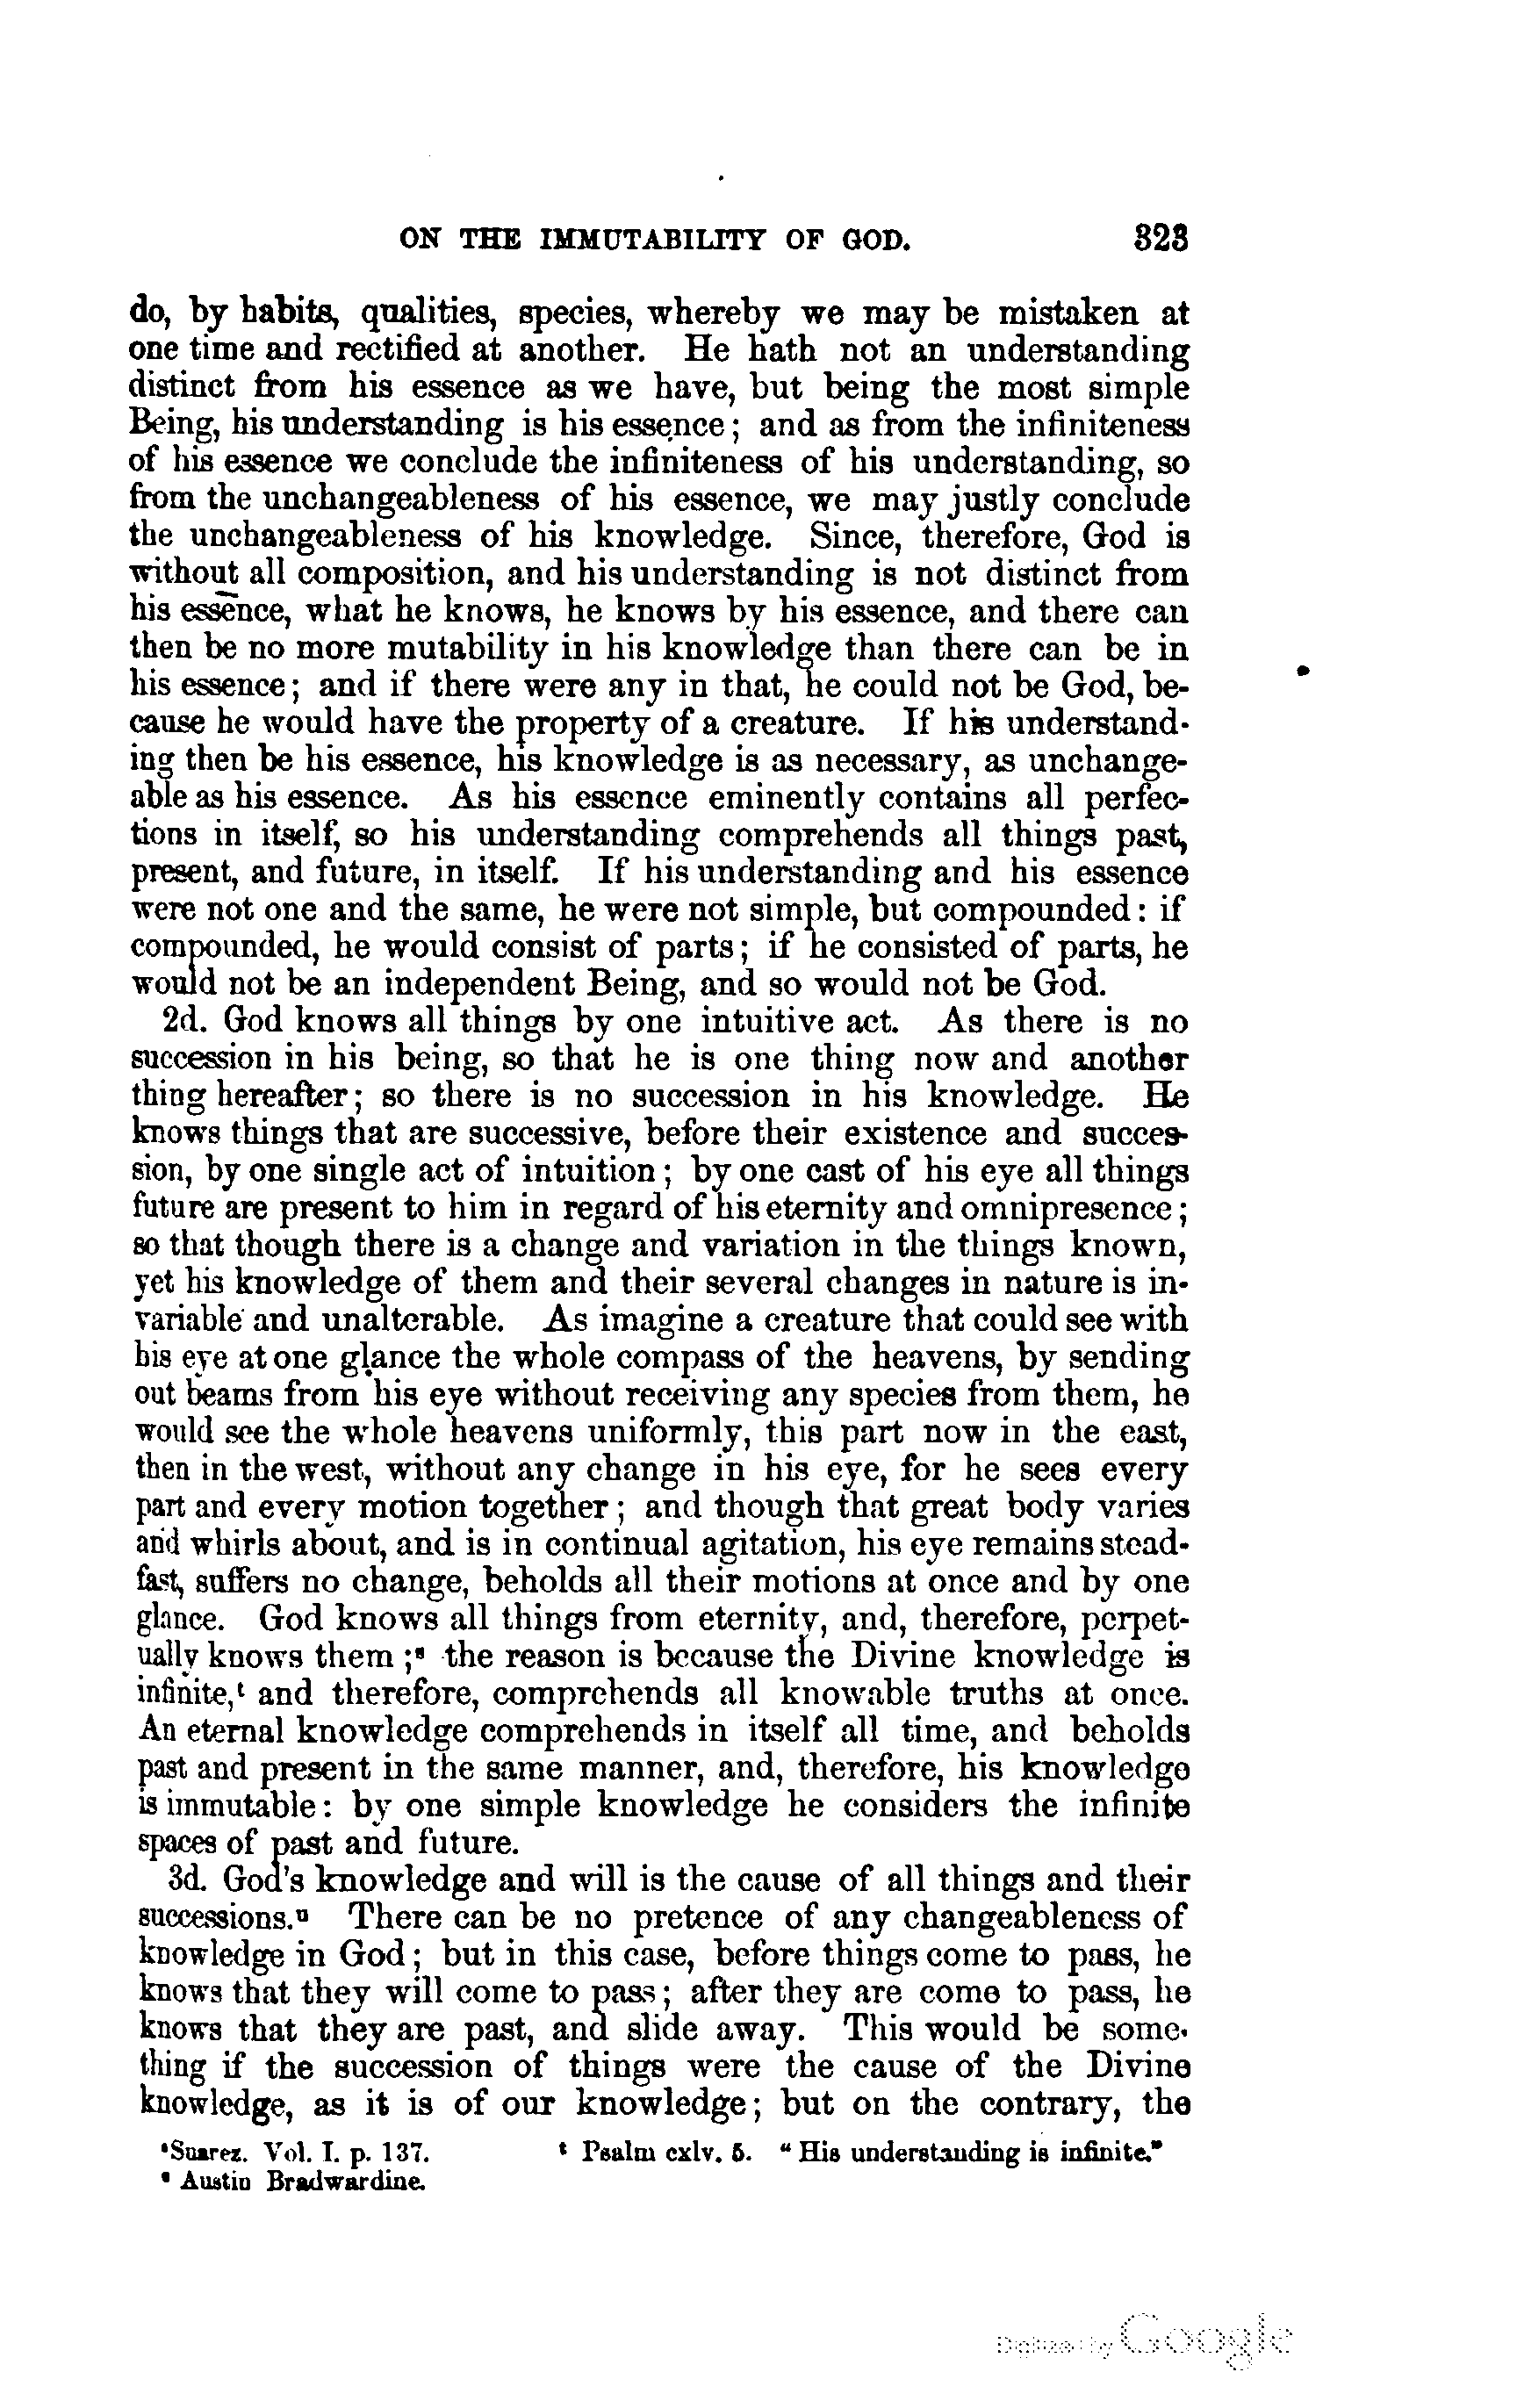 ON THE IMMUTABILITY OF GOD. 323
do, by habits, qualities, species, whereby we may be mistaken at
one time and rectified at another. He hath not an understanding
distinct from his essence as we have, but being the most simple
Being, his understanding is his essence; and as from the infiniteness
of his essence we conclude the infiniteness of his understanding, so
from the unchangeableness of his essence, we may justly conclude
the unchangeableness of his knowledge. Since, therefore, God is
without all composition, and his understanding is not distinct from
his essence, what he knows, he knows by his essence, and there can
then be no more mutability in his knowledge than there can be in
his essence; and if there were any in that, he could not be God, be-
cause he would have the property of a creature. If his understand-
ing then be his essence, his knowledge is as necessary, as unchange-
able as his essence. As his essence eminently contains all perfec-
tions in itself, so his understanding comprehends all things past,
present, and future, in itself. If his understanding and his essence
were not one and the same, he were not simple, but compounded: if
compounded, he would consist of parts; if he consisted of parts, he
would not be an independent Being, and so would not be God.
2d. God knows all things by one intuitive act. As there is no
succession in his being, so that he is one thing now and another
thing hereafter; so there is no succession in his knowledge. He
knows things that are successive, before their existence and succes-
sion, by one single act of intuition; by one cast of his eye all things
future are present to him in regard of his eternity and omnipresence;
so that though there is a change and variation in the things known,
yet his knowledge of them and their several changes in nature is in-
variable and unalterable. As imagine a creature that could see with
his eye at one glance the whole compass of the heavens, by sending
out beams from his eye without receiving any species from them, he
would see the whole heavens uniformly, this part now in the east,
then in the west, without any change in his eye, for he sees every
part and every motion together; and though that great body varies
and whirls about, and is in continual agitation, his eye remains stead-
fast, suffers no change, beholds all their motions at once and by one
glance. God knows all things from eternity, and, therefore, perpet-
ually knows them;ˢ the reason is because the Divine knowledge is
infinite,ᵗ and therefore, comprehends all knowable truths at once.
An eternal knowledge comprehends in itself all time, and beholds
past and present in the same manner, and, therefore, his knowledge
is immutable: by one simple knowledge he considers the infinite
spaces of past and future.
3d. God's knowledge and will is the cause of all things and their
successions.ᵘ There can be no pretence of any changeableness of
knowledge in God; but in this case, before things come to pass, he
knows that they will come to pass; after they are come to pass, he
knows that they are past, and slide away. This would be some-
thing if the succession of things were the cause of the Divine
knowledge, as it is of our knowledge; but on the contrary, the
ˢ Suarez. Vol. I. p. 137. ᵗ Psalm cxlv. 5. "His understanding is infinite."
ᵘ Austin Bradwardine.
Digitized by Google